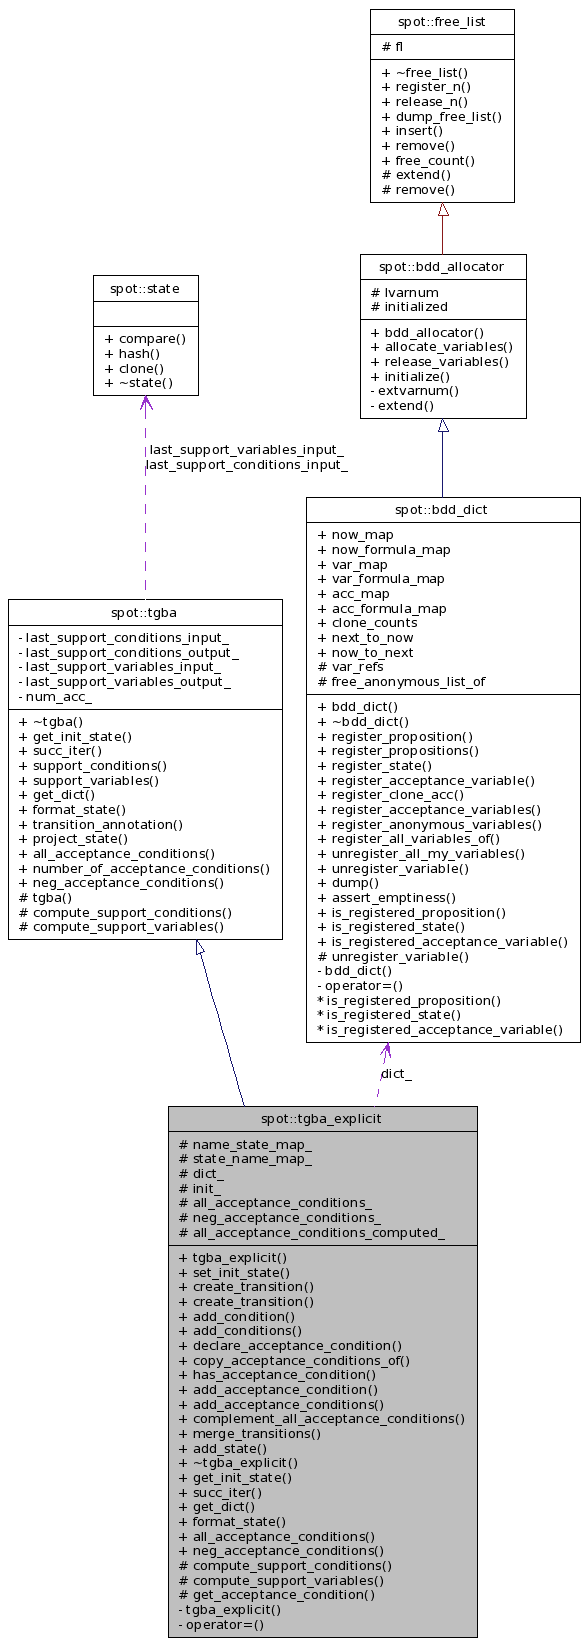 spot::free_list
# fl
+ ~free_list()
+ register_n()
+ release_n()
+ dump_free_list()
+ insert()
+ remove()
+ free_count()
# extend()
# remove()
spot::bdd_allocator
# lvarnum
# initialized
+ bdd_allocator()
+ allocate_variables()
+ release_variables()
+ initialize()
- extvarnum()
- extend()
spot::state
+ compare()
+ hash()
+ clone()
+ ~state()
last_support_variables_input_
last_support_conditions_input_
spot::bdd_dict
+ now_map
+ now_formula_map
+ var_map
+ var_formula_map
+ acc_map
+ acc_formula_map
+ clone_counts
+ next_to_now
+ now_to_next
# var_refs
# free_anonymous_list_of
+ bdd_dict()
+ ~bdd_dict()
+ register_proposition()
+ register_propositions()
+ register_state()
+ register_acceptance_variable()
+ register_clone_acc()
+ register_acceptance_variables()
+ register_anonymous_variables()
+ register_all_variables_of()
+ unregister_all_my_variables()
+ unregister_variable()
+ dump()
+ assert_emptiness()
+ is_registered_proposition()
+ is_registered_state()
+ is_registered_acceptance_variable()
# unregister_variable()
- bdd_dict()
- operator=()
* is_registered_proposition()
* is_registered_state()
* is_registered_acceptance_variable()
spot::tgba
- last_support_conditions_input_
- last_support_conditions_output_
- last_support_variables_input_
- last_support_variables_output_
- num_acc_
+ ~tgba()
+ get_init_state()
+ succ_iter()
+ support_conditions()
+ support_variables()
+ get_dict()
+ format_state()
+ transition_annotation()
+ project_state()
+ all_acceptance_conditions()
+ number_of_acceptance_conditions()
+ neg_acceptance_conditions()
# tgba()
# compute_support_conditions()
# compute_support_variables()
dict_
spot::tgba_explicit
# name_state_map_
# state_name_map_
# dict_
# init_
# all_acceptance_conditions_
# neg_acceptance_conditions_
# all_acceptance_conditions_computed_
+ tgba_explicit()
+ set_init_state()
+ create_transition()
+ create_transition()
+ add_condition()
+ add_conditions()
+ declare_acceptance_condition()
+ copy_acceptance_conditions_of()
+ has_acceptance_condition()
+ add_acceptance_condition()
+ add_acceptance_conditions()
+ complement_all_acceptance_conditions()
+ merge_transitions()
+ add_state()
+ ~tgba_explicit()
+ get_init_state()
+ succ_iter()
+ get_dict()
+ format_state()
+ all_acceptance_conditions()
+ neg_acceptance_conditions()
# compute_support_conditions()
# compute_support_variables()
# get_acceptance_condition()
- tgba_explicit()
- operator=()